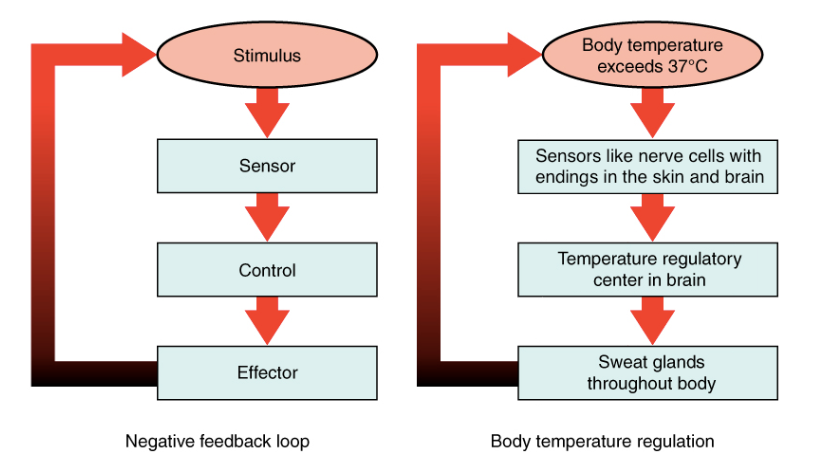 Stimulus
Sensor
Control
Effector
Negative feedback loop
Body temperature
exceeds 37°C
Sensors like nerve cells with
endings in the skin and brain
Temperature regulatory
center in brain
Sweat glands
throughout body
Body temperature regulation